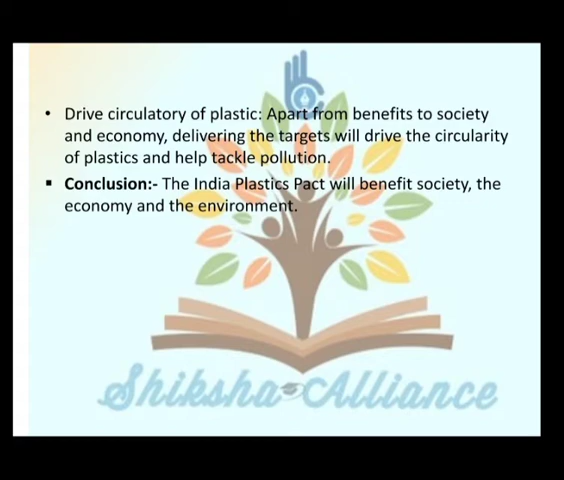 • Drive circulatory of plastic: Apart from benefits to society
and economy, delivering the targets will drive the circularity
of plastics and help tackle pollution.
▪ Conclusion:- The India Plastics Pact will benefit society, the
economy and the environment.
Shiksha Alliance